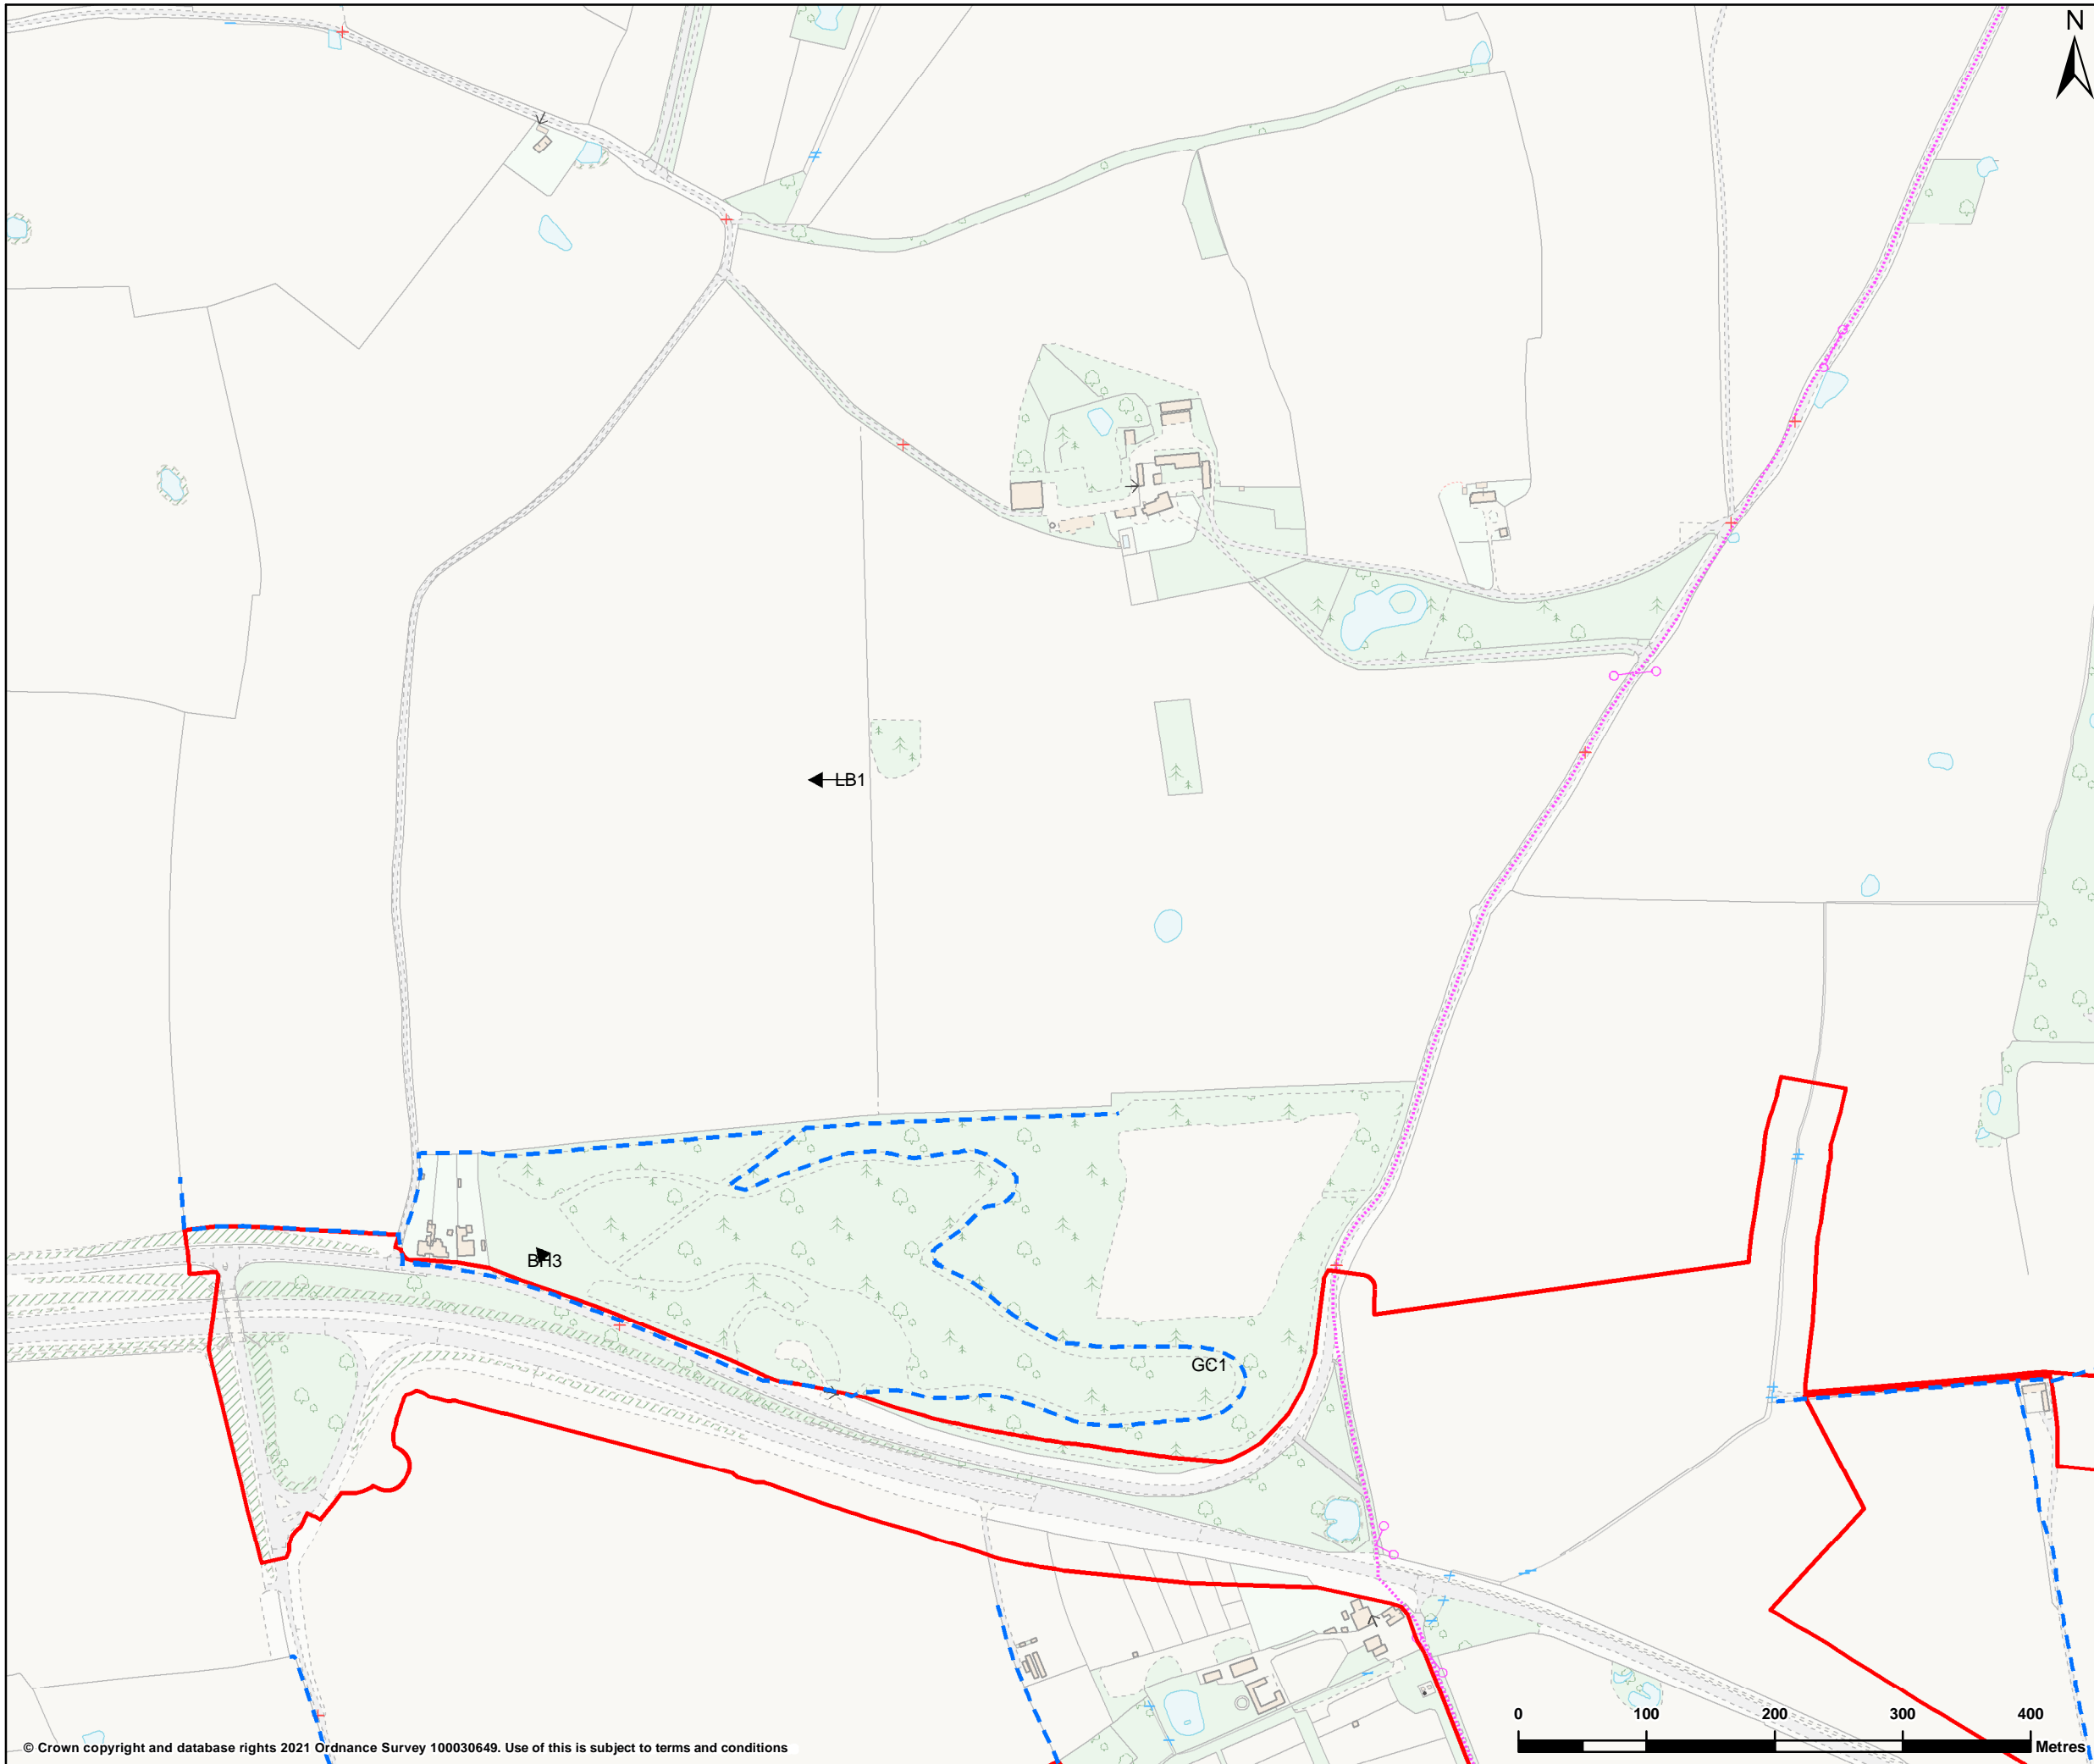 N
LB1
BH3
GC1
0 100 200 300 400
Metres
© Crown copyright and database rights 2021 Ordnance Survey 100030649. Use of this is subject to terms and conditions